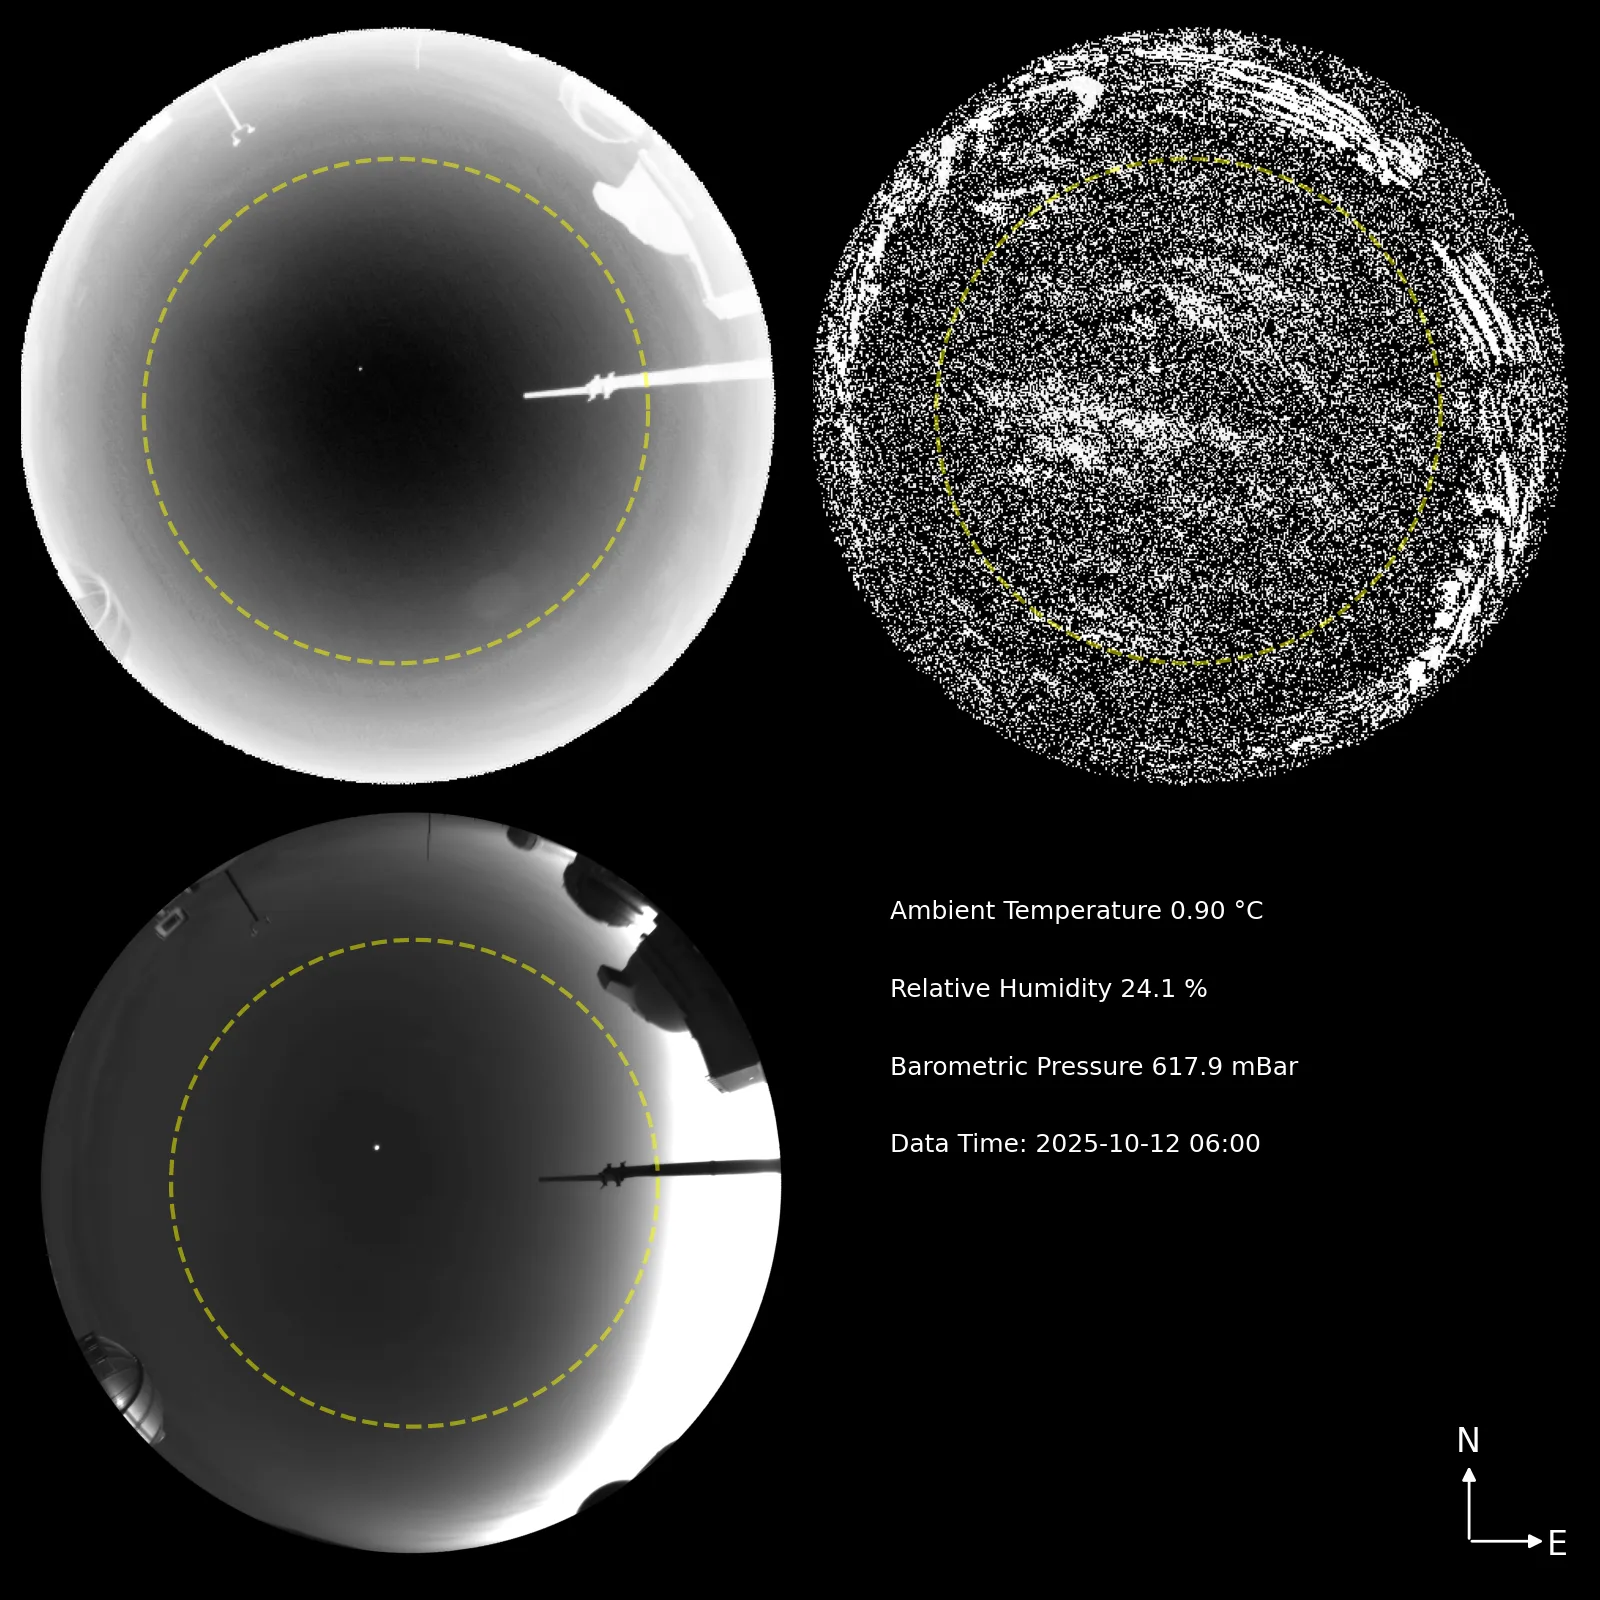 Ambient Temperature 0.90 °C
Relative Humidity 24.1 %
Barometric Pressure 617.9 mBar
Data Time: 2025-10-12 06:00
N
E